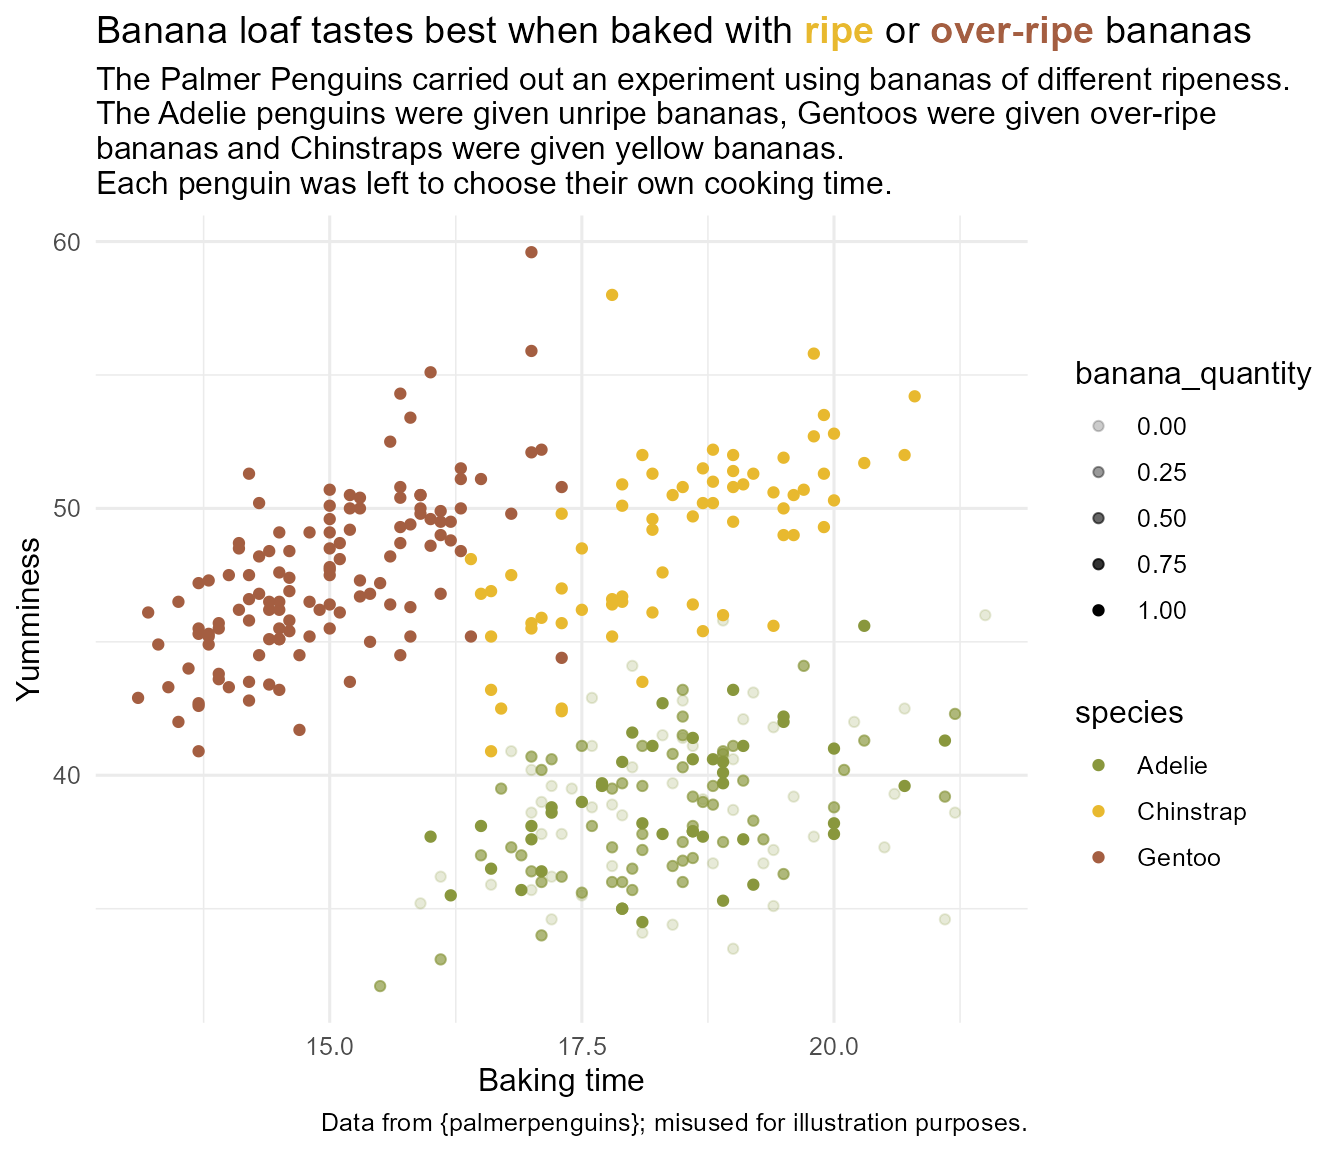 Banana loaf tastes best when baked with ripe or over-ripe bananas
The Palmer Penguins carried out an experiment using bananas of different ripeness.
The Adelie penguins were given unripe bananas, Gentoos were given over-ripe
bananas and Chinstraps were given yellow bananas.
Each penguin was left to choose their own cooking time.
60
50
40
Yumminess
15.0
17.5
20.0
Baking time
banana_quantity
0.00
0.25
0.50
0.75
1.00
species
Adelie
Chinstrap
Gentoo
Data from {palmerpenguins}; misused for illustration purposes.